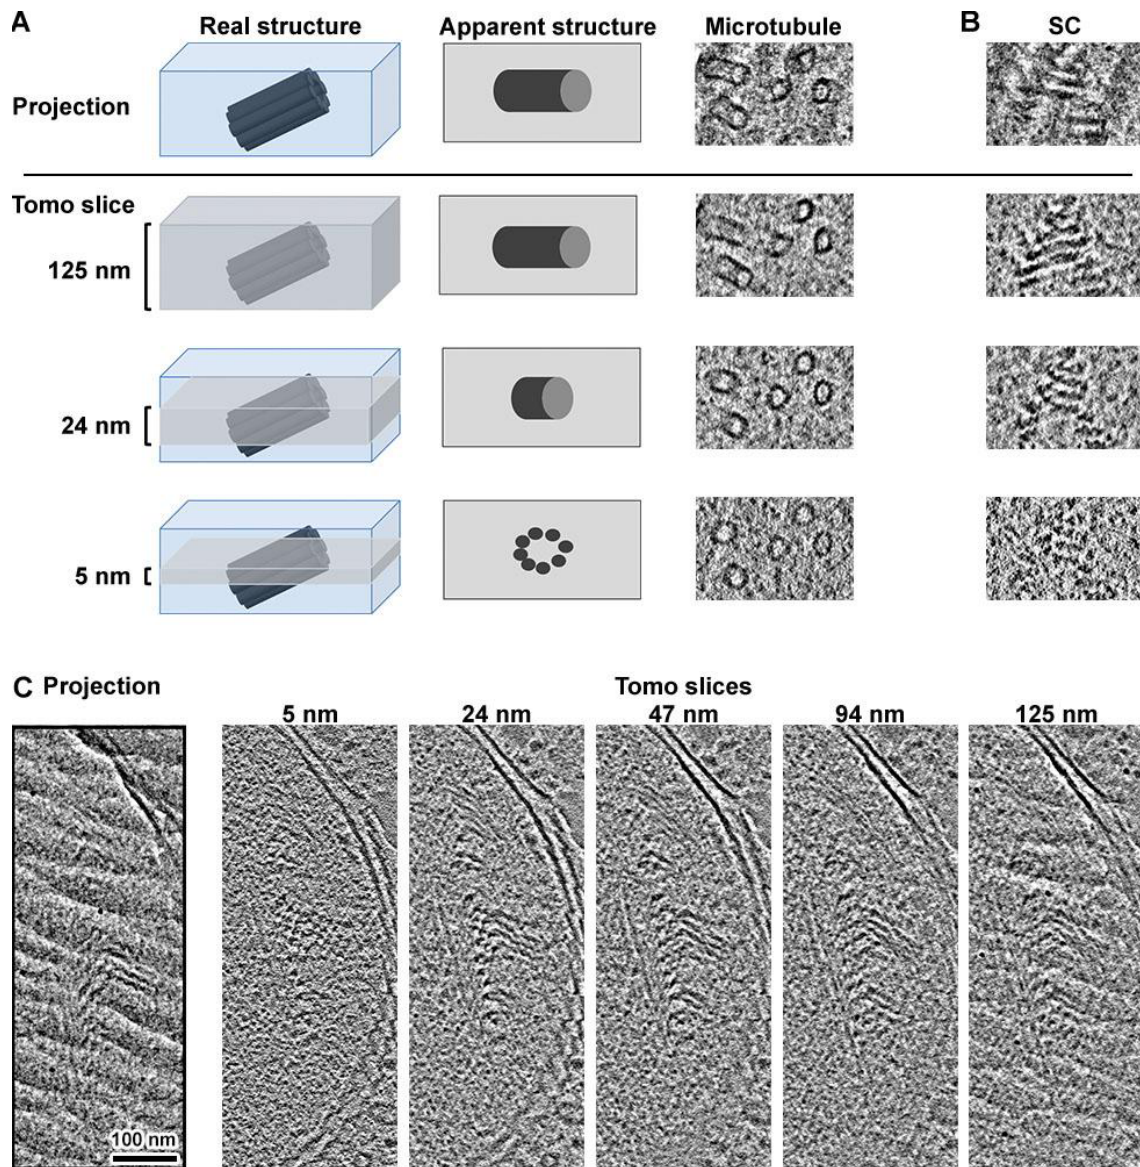 A
Real structure
Apparent structure
Microtubule
B
SC
Projection
Tomo slice
125 nm
24 nm
5 nm
C Projection
Tomo slices
5 nm
24 nm
47 nm
94 nm
125 nm
100 nm